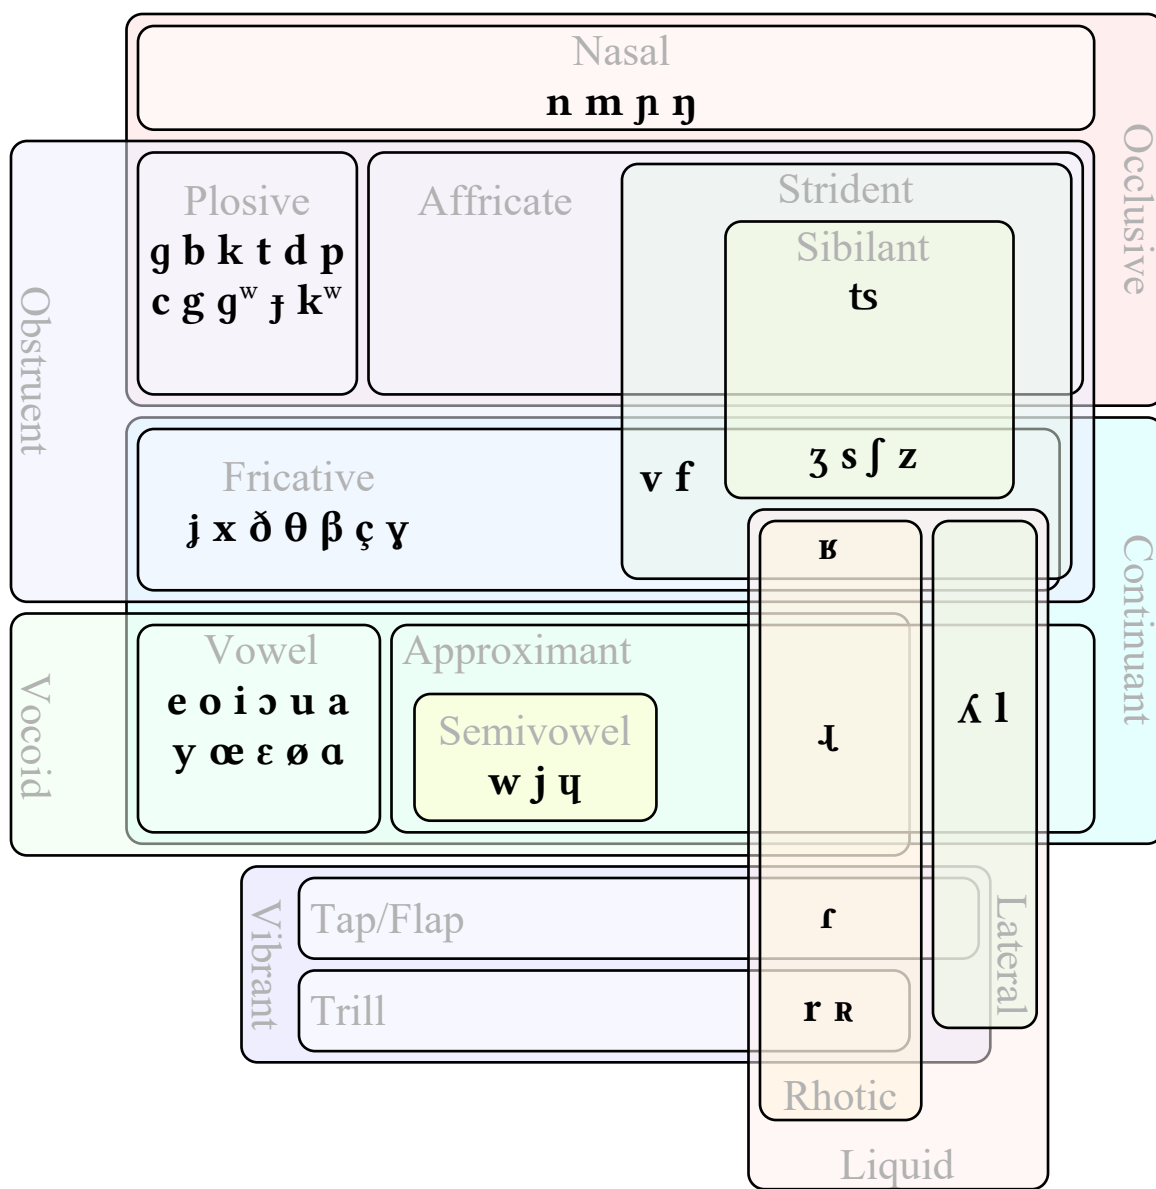 Nasal
n m ɲ ŋ
Occlusive
Obstruent
Plosive
ɡ b k t d p
c g ɡʷ ɟ kʷ
Affricate
Strident
Sibilant
ʦ
ʒ s ʃ z
v f
Fricative
ʝ x ð θ β ç ɣ
Continuant
ʁ
Vocoid
Vowel
e o i ɔ u a
y œ ɛ ø ɑ
Approximant
Semivowel
w j ɥ
ɻ
ʎ l
Vibrant
Tap/Flap
ɾ
Trill
r ʀ
Lateral
Rhotic
Liquid